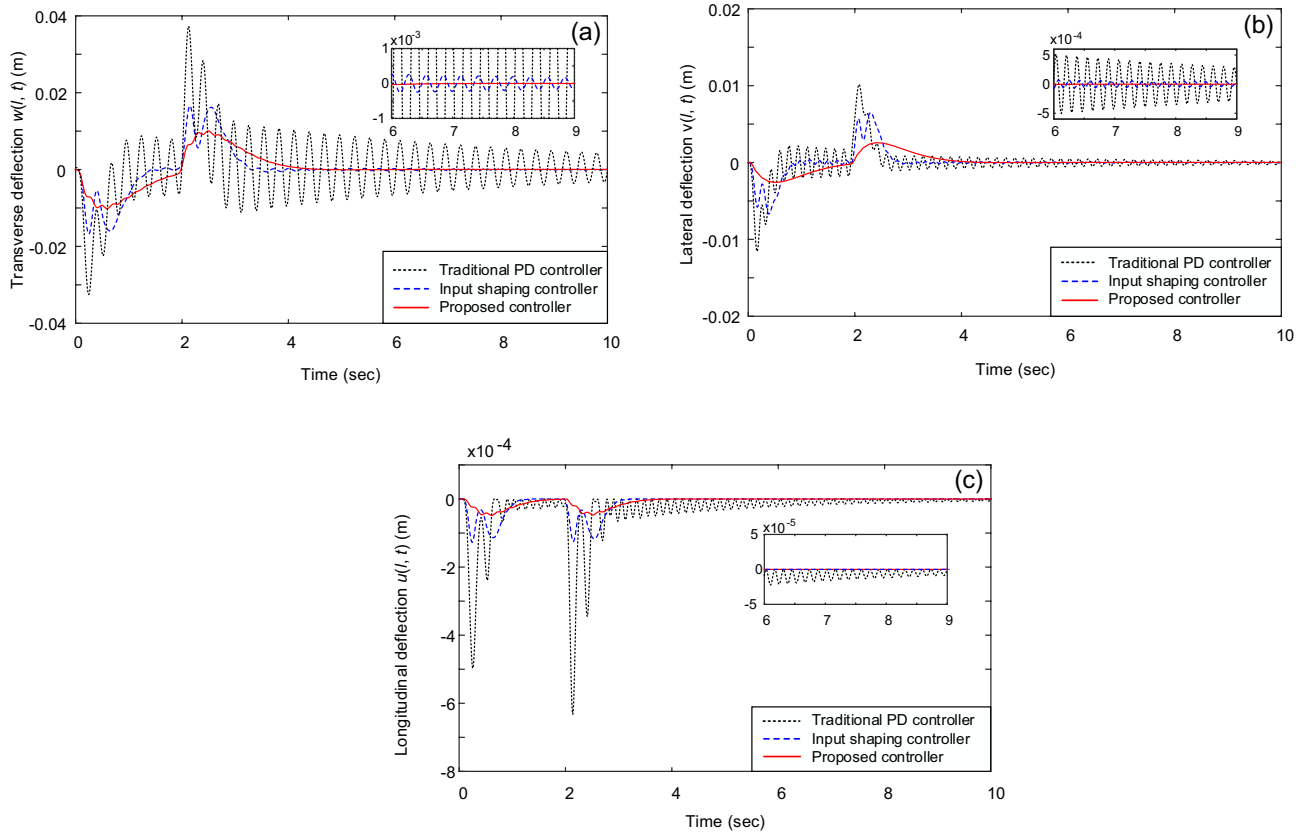 (a)
Transverse deflection w(l, t) (m)
0.04
0.02
0
-0.02
-0.04
x10^-3
1
0
-1
6 7 8 9
Traditional PD controller
Input shaping controller
Proposed controller
0 2 4 6 8 10
Time (sec)
(b)
Lateral deflection v(l, t) (m)
0.02
0.010
0
-0.01
-0.02
x10^-4
5
0
-5
6 7 8 9
Traditional PD controller
Input shaping controller
Proposed controller
0 2 4 6 8 10
Time (sec)
(c)
Longitudinal deflection u(l, t) (m)
x10^-4
0
-2
-4
-6
-8
x10^-5
5
0
-5
6 7 8 9
Traditional PD controller
Input shaping controller
Proposed controller
0 2 4 6 8 10
Time (sec)